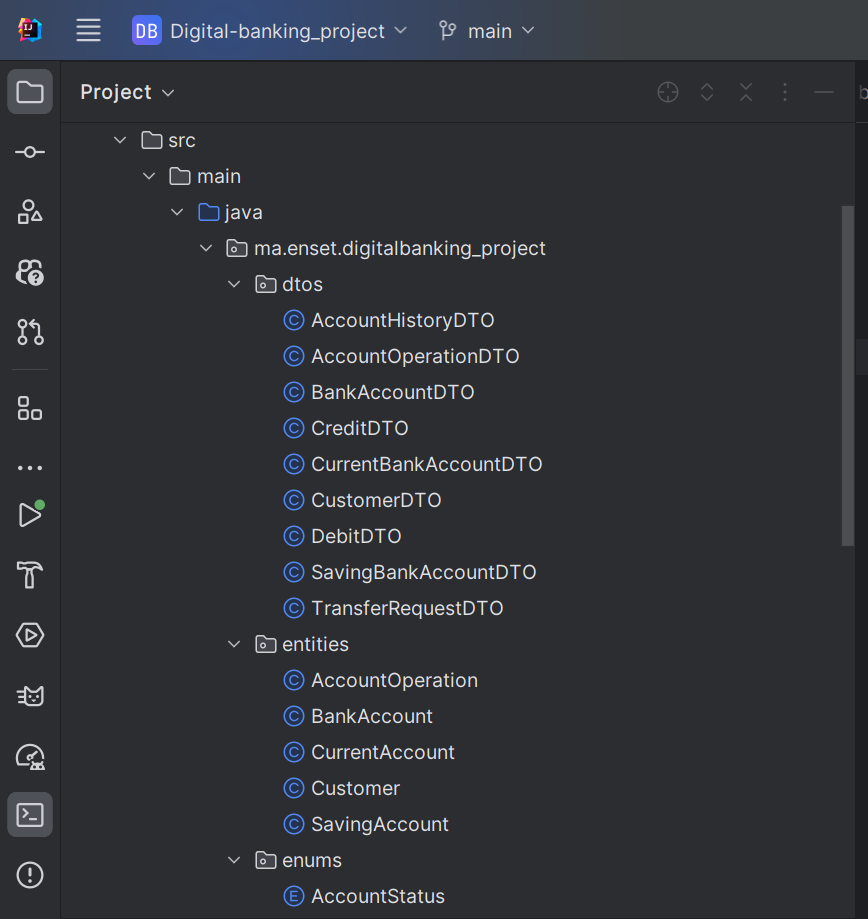 DB Digital-banking_project main
Project
src
main
java
ma.enset.digitalbanking_project
dtos
C AccountHistoryDTO
C AccountOperationDTO
C BankAccountDTO
C CreditDTO
C CurrentBankAccountDTO
C CustomerDTO
C DebitDTO
C SavingBankAccountDTO
C TransferRequestDTO
entities
C AccountOperation
C BankAccount
C CurrentAccount
C Customer
C SavingAccount
enums
E AccountStatus